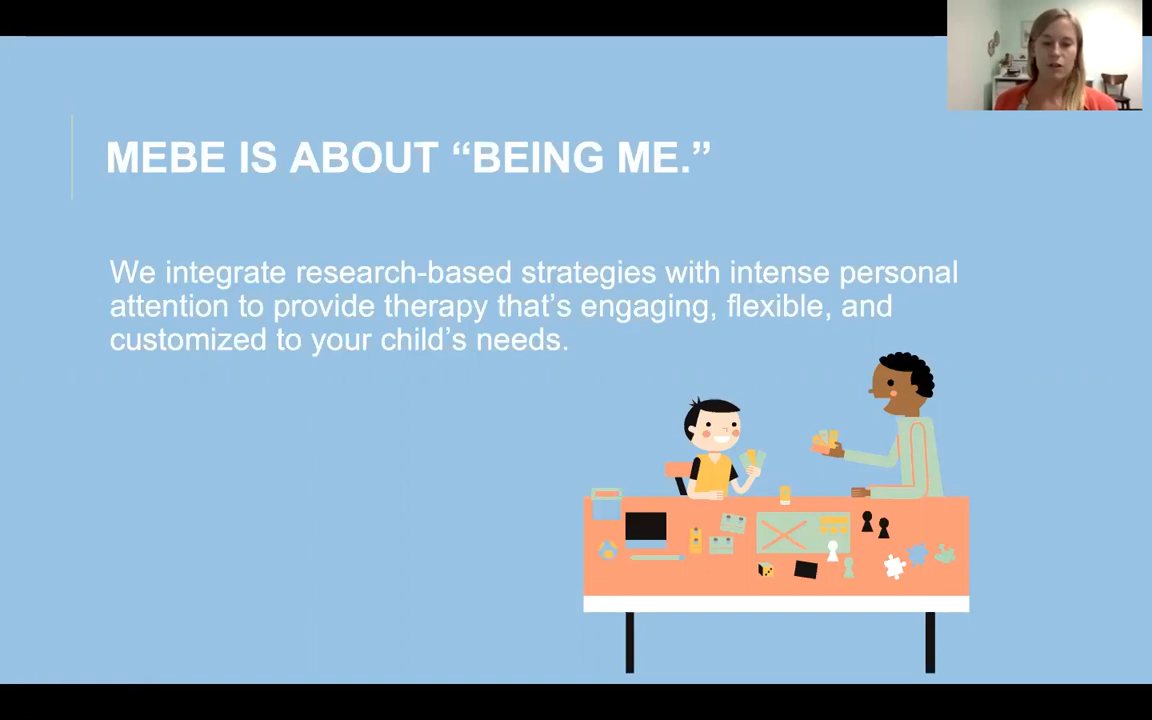 MEBE IS ABOUT “BEING ME.”
We integrate research-based strategies with intense personal
attention to provide therapy that’s engaging, flexible, and
customized to your child’s needs.